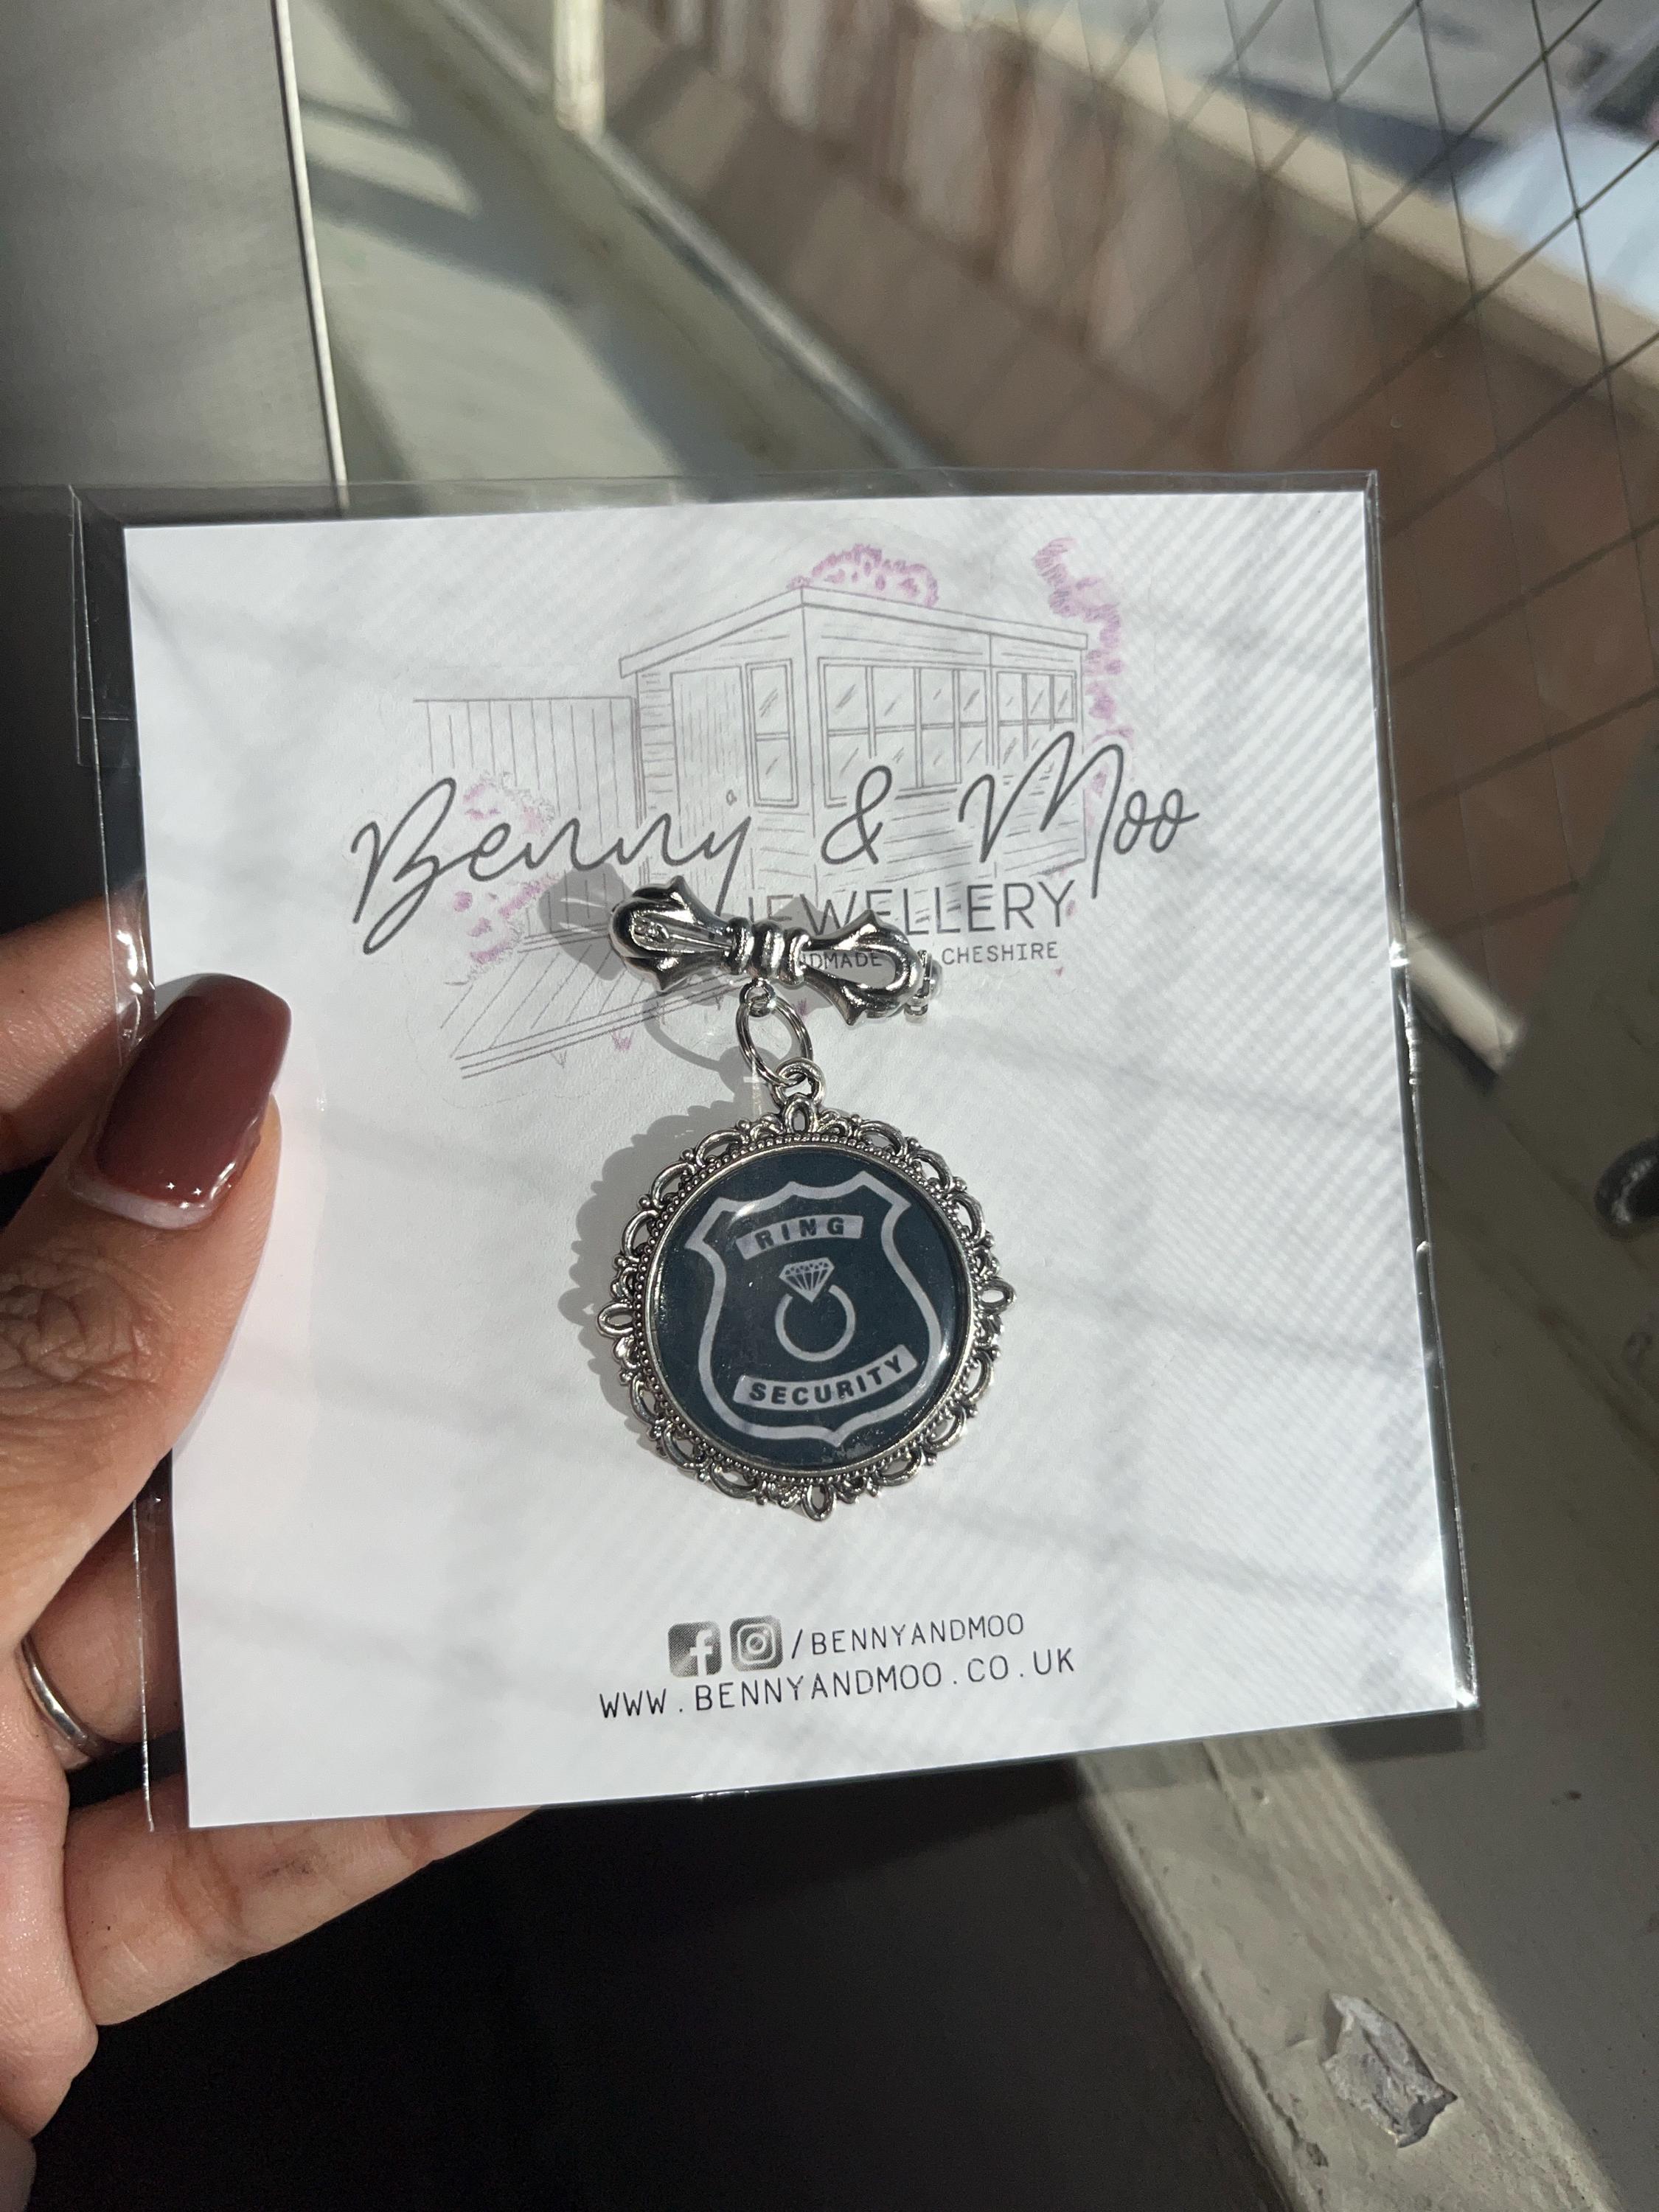 Benny & Moo
JEWELLERY
CHESHIRE
RING
SECURITY
/BENNYANDMOO
WWW.BENNYANDMOO.CO.UK